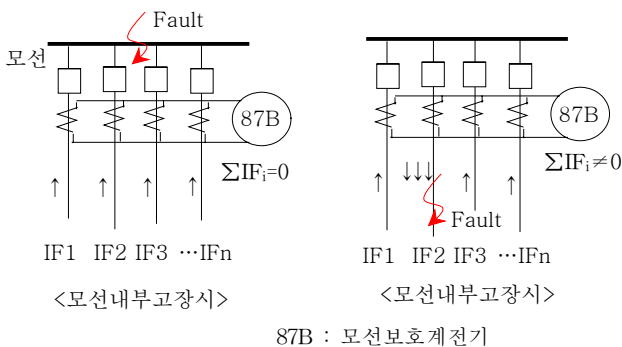 Fault
모선
87B
∑IFᵢ=0
↑ ↑ ↑ ↑
IF1 IF2 IF3 …IFn
<모선내부고장시>
87B
∑IFᵢ≠0
↑ ↓↓↓ ↑ ↑
Fault
IF1 IF2 IF3 …IFn
<모선내부고장시>
87B : 모선보호계전기